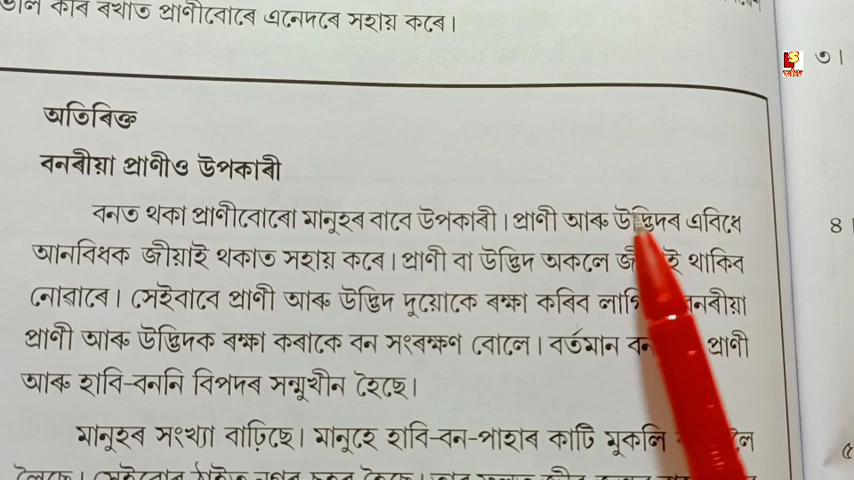 ৰখাত প্ৰাণীবোৰে এনেদৰে সহায় কৰে।
৩।
অতিৰিক্ত
বনৰীয়া প্ৰাণীও উপকাৰী
বনত থকা প্ৰাণীবোৰো মানুহৰ বাবে উপকাৰী। প্ৰাণী আৰু উদ্ভিদৰ এবিধে
আনবিধক জীয়াই থকাত সহায় কৰে। প্ৰাণী বা উদ্ভিদ অকলে থাকিব
নোৱাৰে। সেইবাবে প্ৰাণী আৰু উদ্ভিদ দুয়োকে ৰক্ষা কৰিব
প্ৰাণী আৰু উদ্ভিদক ৰক্ষা কৰাকে বন সংৰক্ষণ বোলে। বৰ্তমান প্ৰাণী
আৰু হাবি-বননি বিপদৰ সন্মুখীন হৈছে।
মানুহৰ সংখ্যা বাঢ়িছে। মানুহে হাবি-বন-পাহাৰ কাটি মুকলি
৪
৫